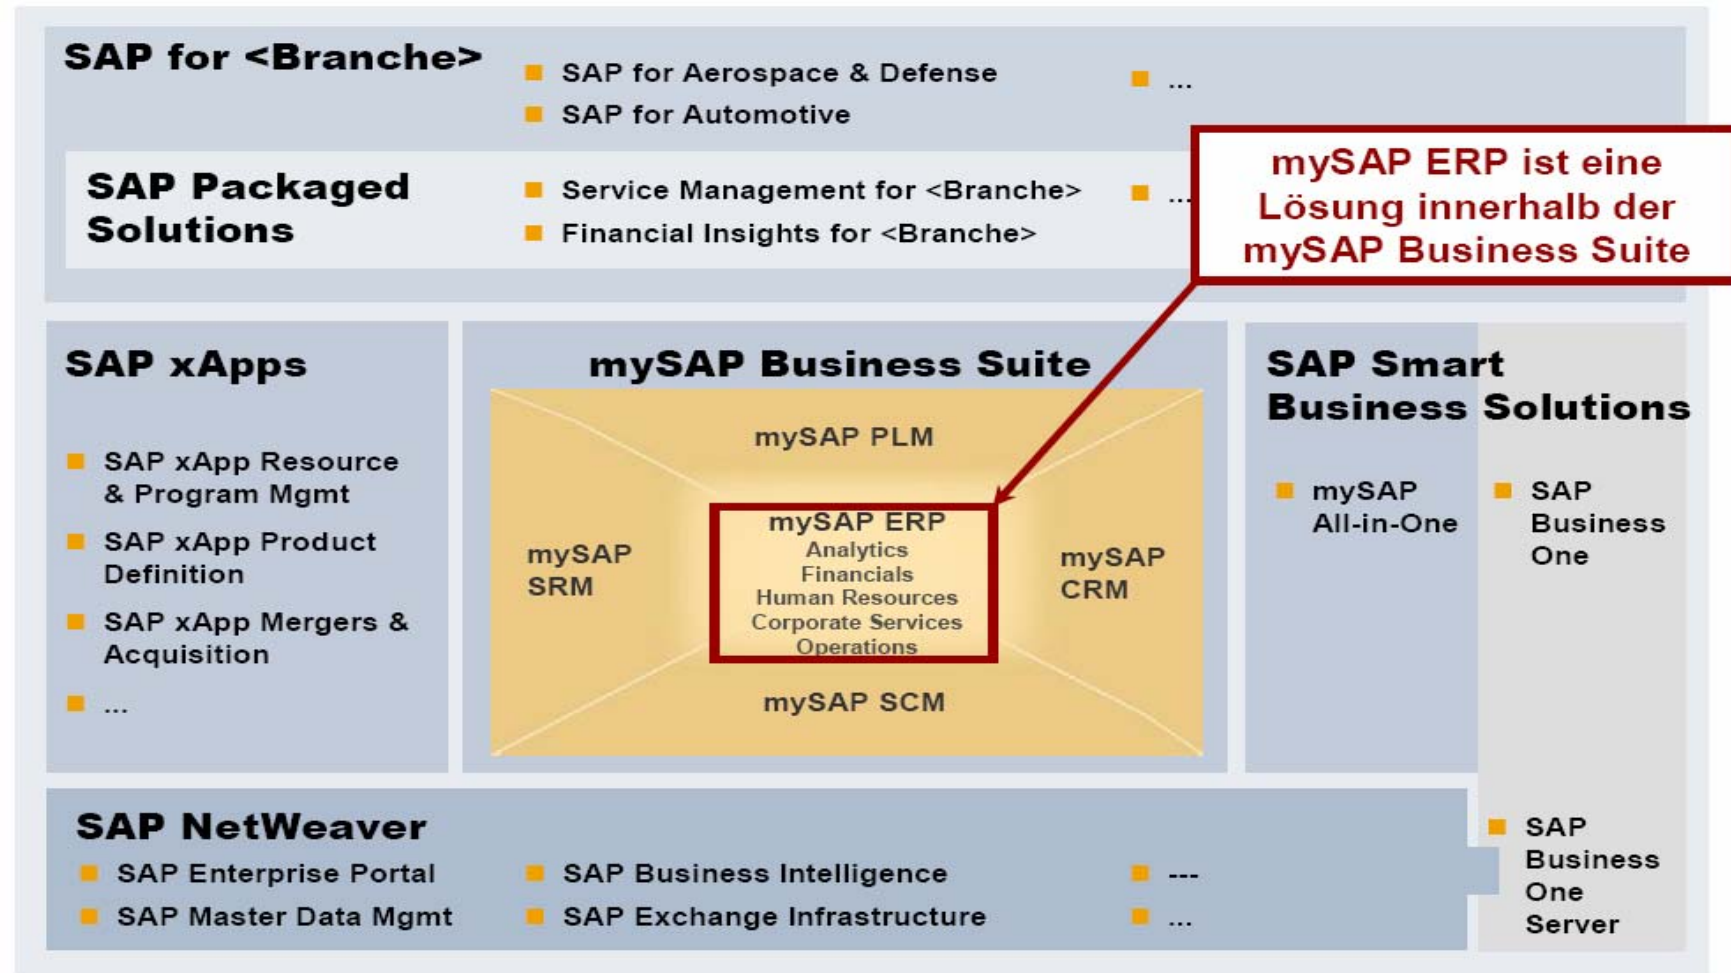 SAP for <Branche>
SAP for Aerospace & Defense
...
SAP for Automotive
SAP Packaged
Solutions
Service Management for <Branche>
...
Financial Insights for <Branche>
mySAP ERP ist eine
Lösung innerhalb der
mySAP Business Suite
SAP xApps
SAP xApp Resource
& Program Mgmt
SAP xApp Product
Definition
SAP xApp Mergers &
Acquisition
...
mySAP Business Suite
mySAP PLM
mySAP
SRM
mySAP ERP
Analytics
Financials
Human Resources
Corporate Services
Operations
mySAP
CRM
mySAP SCM
SAP Smart
Business Solutions
mySAP
All-in-One
SAP
Business
One
SAP NetWeaver
SAP Enterprise Portal
SAP Business Intelligence
---
SAP Master Data Mgmt
SAP Exchange Infrastructure
...
SAP
Business
One
Server